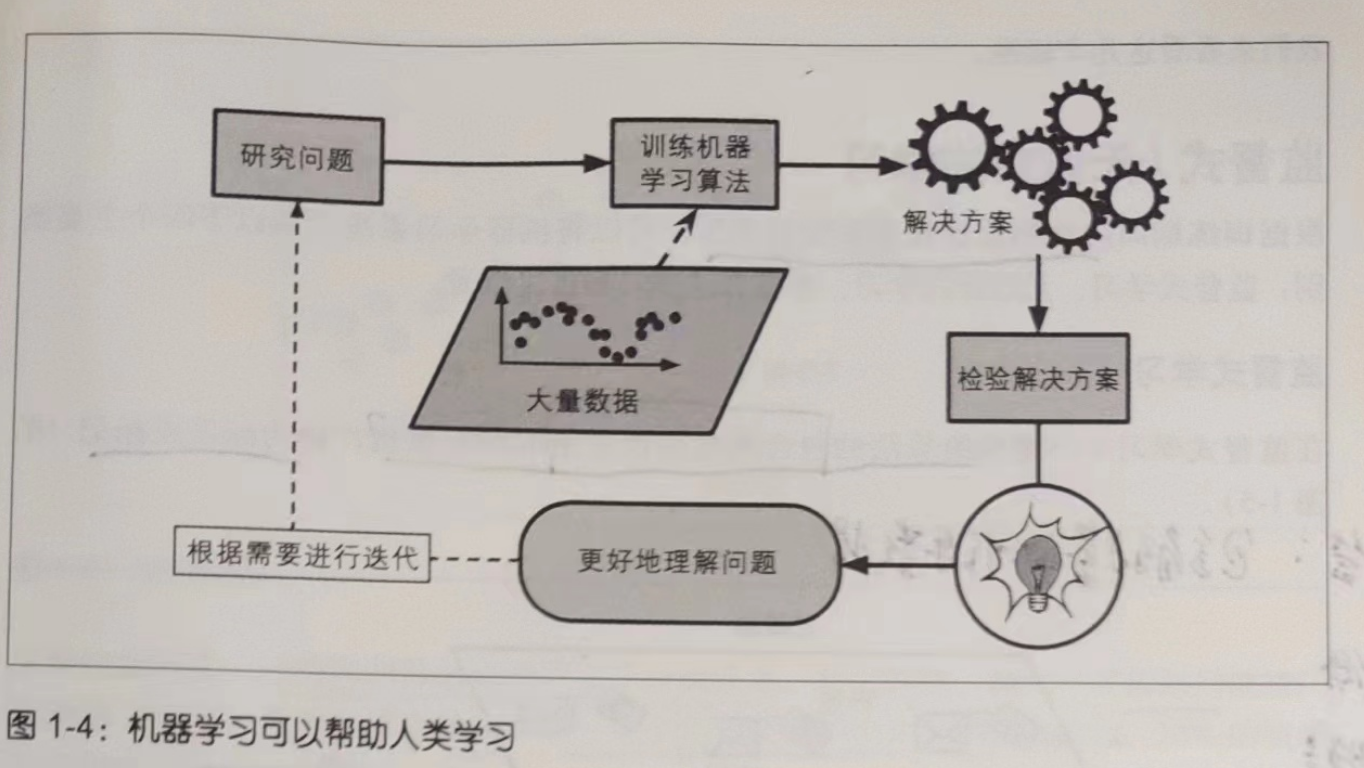 研究问题
训练机器
学习算法
解决方案
大量数据
检验解决方案
更好地理解问题
根据需要进行迭代
图 1-4：机器学习可以帮助人类学习